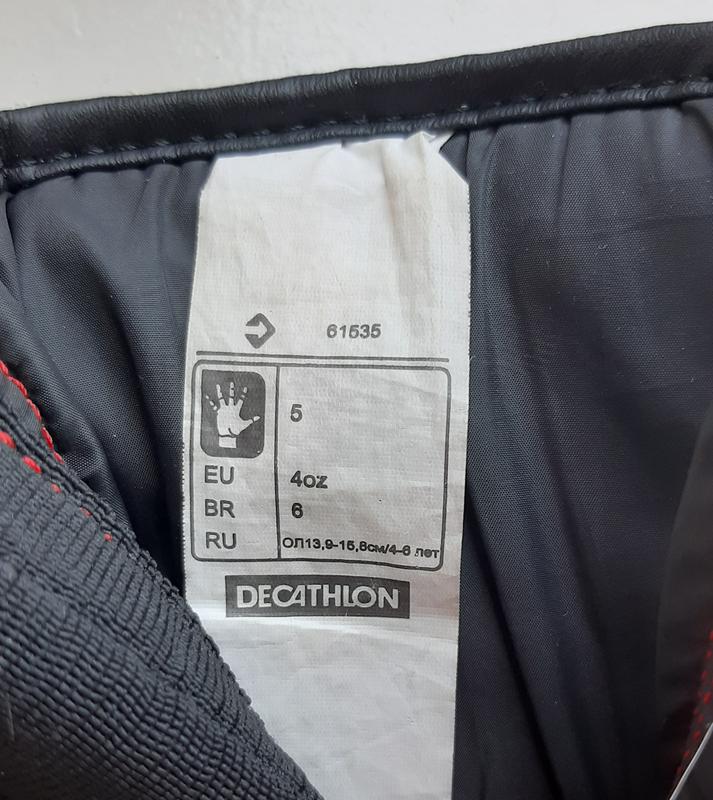 61535
5
EU 4oz
BR 6
RU ОЛ13,9-15,8см/4-6 лет
DECATHLON